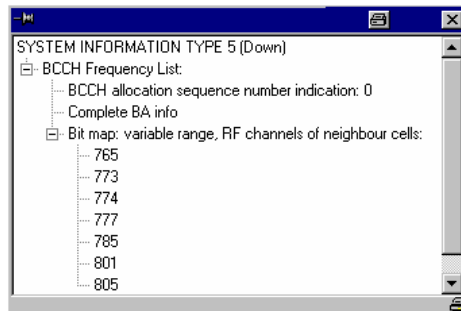 SYSTEM INFORMATION TYPE 5 (Down)
BCCH Frequency List:
BCCH allocation sequence number indication: 0
Complete BA info
Bit map: variable range, RF channels of neighbour cells:
765
773
774
777
785
801
805